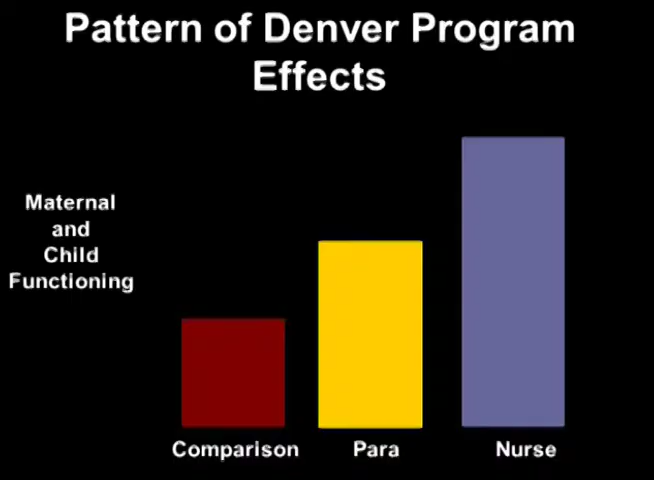 Pattern of Denver Program
Effects
Maternal
and
Child
Functioning
Comparison
Para
Nurse